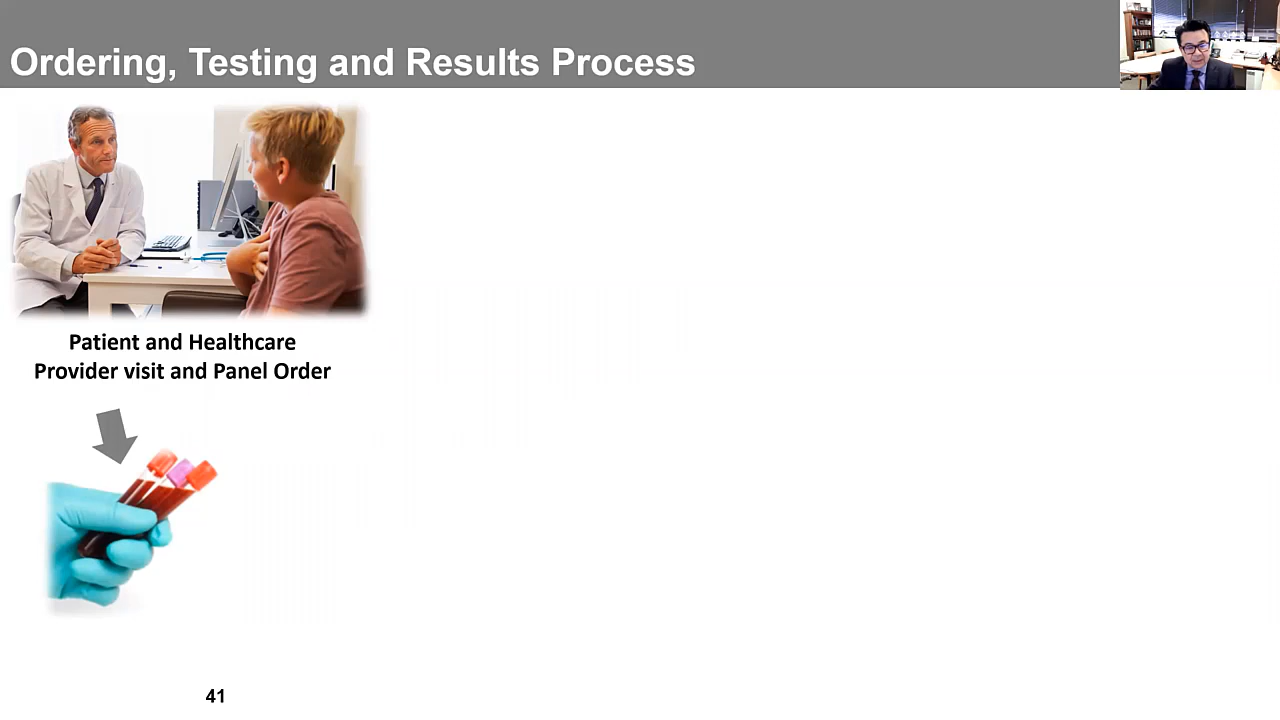 Ordering, Testing and Results Process
Patient and Healthcare
Provider visit and Panel Order
41